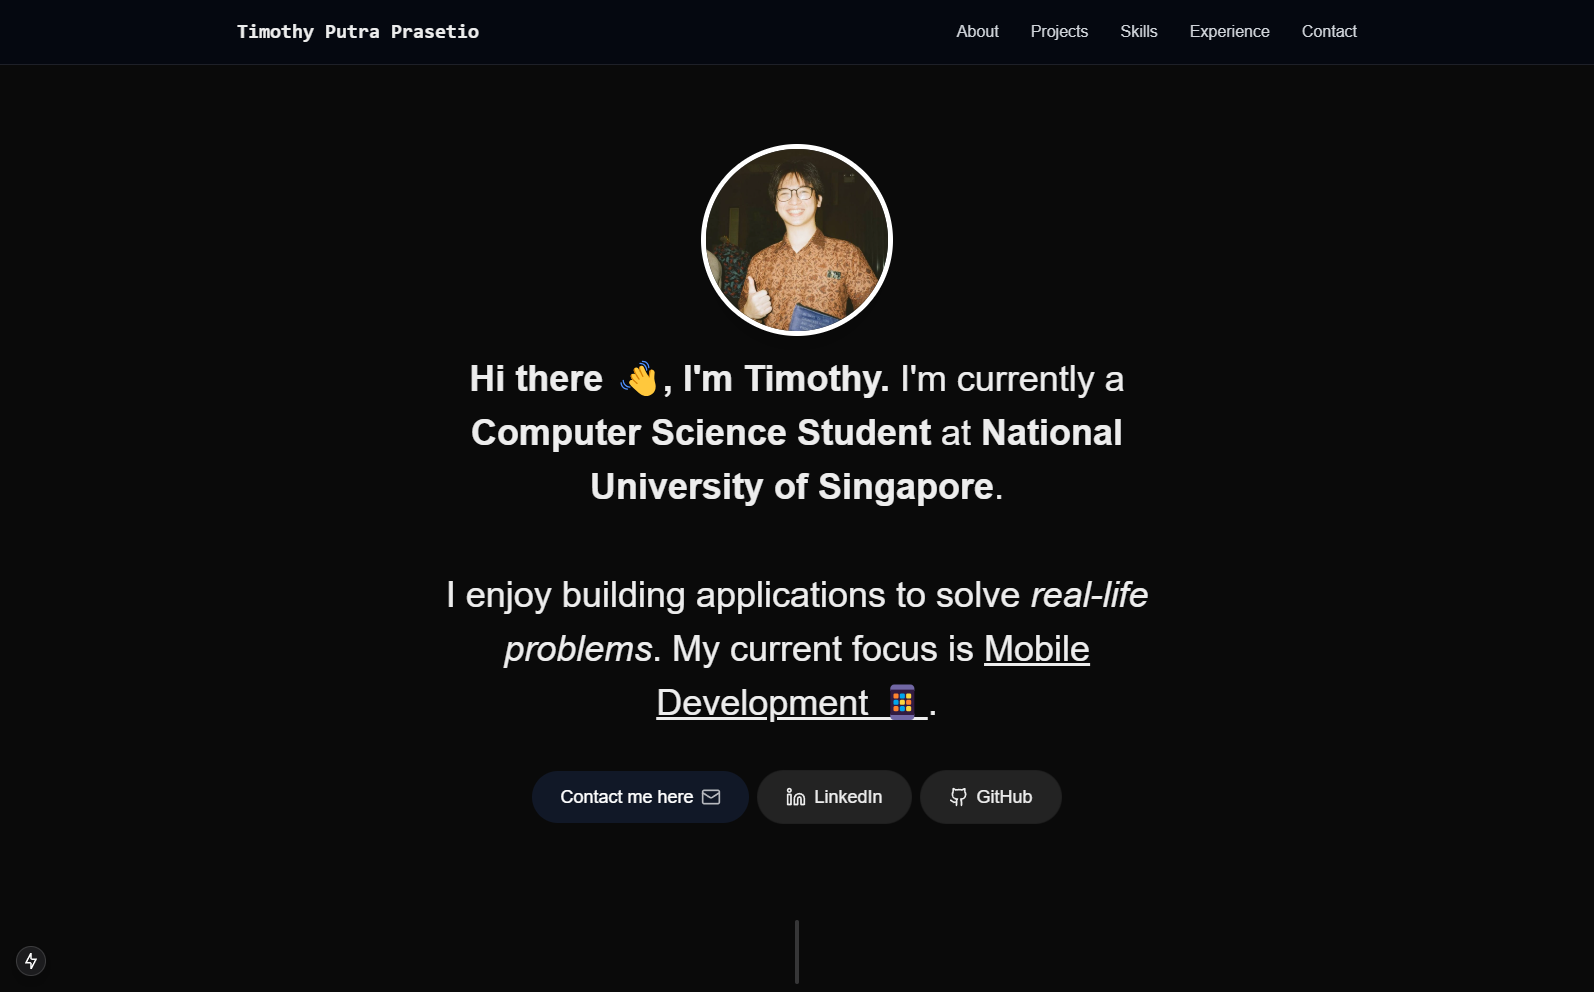 Timothy Putra Prasetio
About Projects Skills Experience Contact
Hi there 👋, I'm Timothy. I'm currently a
Computer Science Student at National
University of Singapore.
I enjoy building applications to solve real-life
problems. My current focus is Mobile
Development 📱.
Contact me here
LinkedIn
GitHub